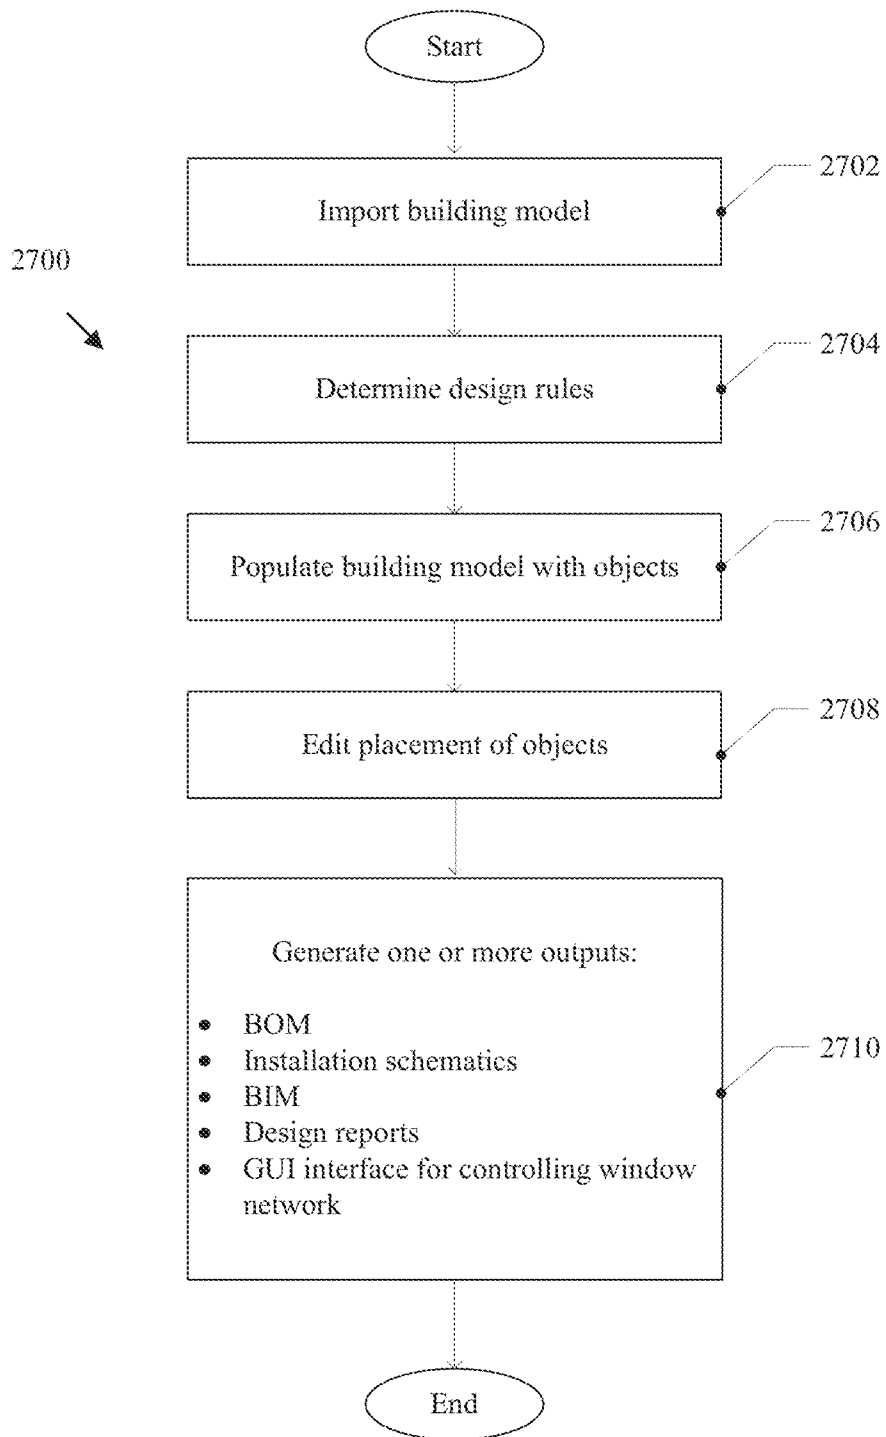 Start
2702
Import building model
2700
2704
Determine design rules
2706
Populate building model with objects
2708
Edit placement of objects
Generate one or more outputs:
• BOM
• Installation schematics
2710
• BIM
• Design reports
• GUI interface for controlling window
network
End